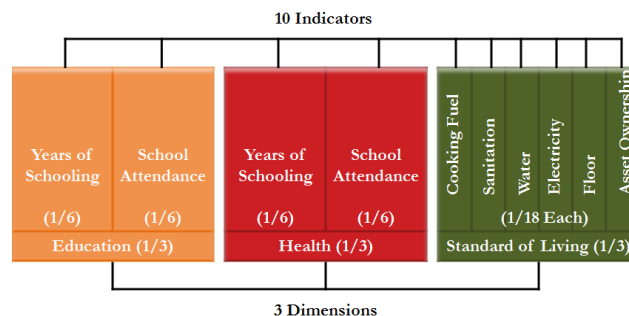 10 Indicators
Years of
Schooling
(1/6)
School
Attendance
(1/6)
Education (1/3)
Years of
Schooling
(1/6)
School
Attendance
(1/6)
Health (1/3)
Cooking Fuel
Sanitation
Water
Electricity
Floor
Asset Ownership
(1/18 Each)
Standard of Living (1/3)
3 Dimensions